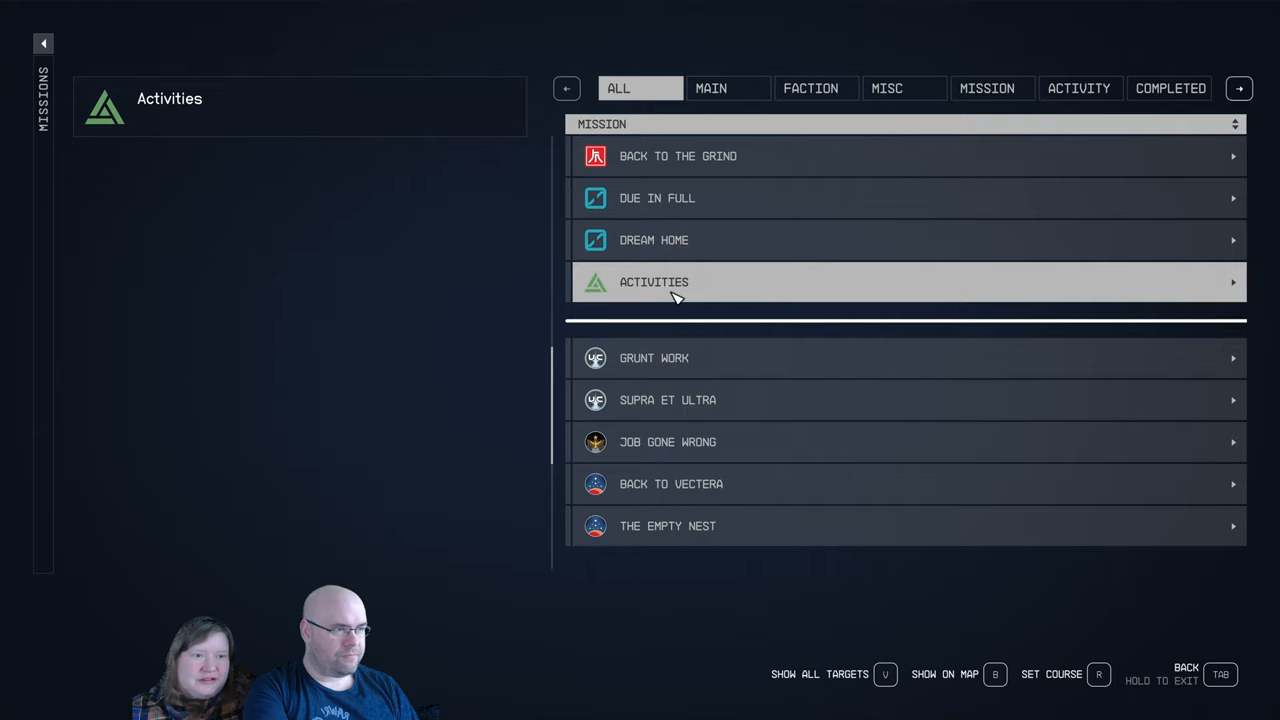 MISSIONS
Activities
ALL MAIN FACTION MISC MISSION ACTIVITY COMPLETED
MISSION
BACK TO THE GRIND
DUE IN FULL
DREAM HOME
ACTIVITIES
UC GRUNT WORK
UC SUPRA ET ULTRA
JOB GONE WRONG
BACK TO VECTERA
THE EMPTY NEST
SHOW ALL TARGETS V SHOW ON MAP B SET COURSE R BACK TAB
HOLD TO EXIT